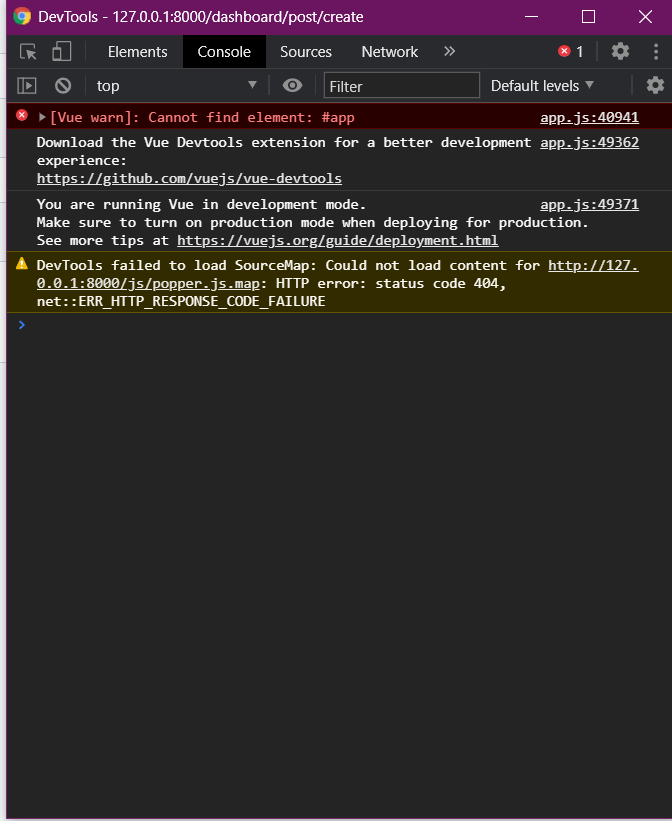 DevTools - 127.0.0.1:8000/dashboard/post/create
Elements Console Sources Network » 1
top Filter Default levels
[Vue warn]: Cannot find element: #app app.js:40941
Download the Vue Devtools extension for a better development app.js:49362
experience:
https://github.com/vuejs/vue-devtools
You are running Vue in development mode. app.js:49371
Make sure to turn on production mode when deploying for production.
See more tips at https://vuejs.org/guide/deployment.html
DevTools failed to load SourceMap: Could not load content for http://127.
0.0.1:8000/js/popper.js.map: HTTP error: status code 404,
net::ERR_HTTP_RESPONSE_CODE_FAILURE